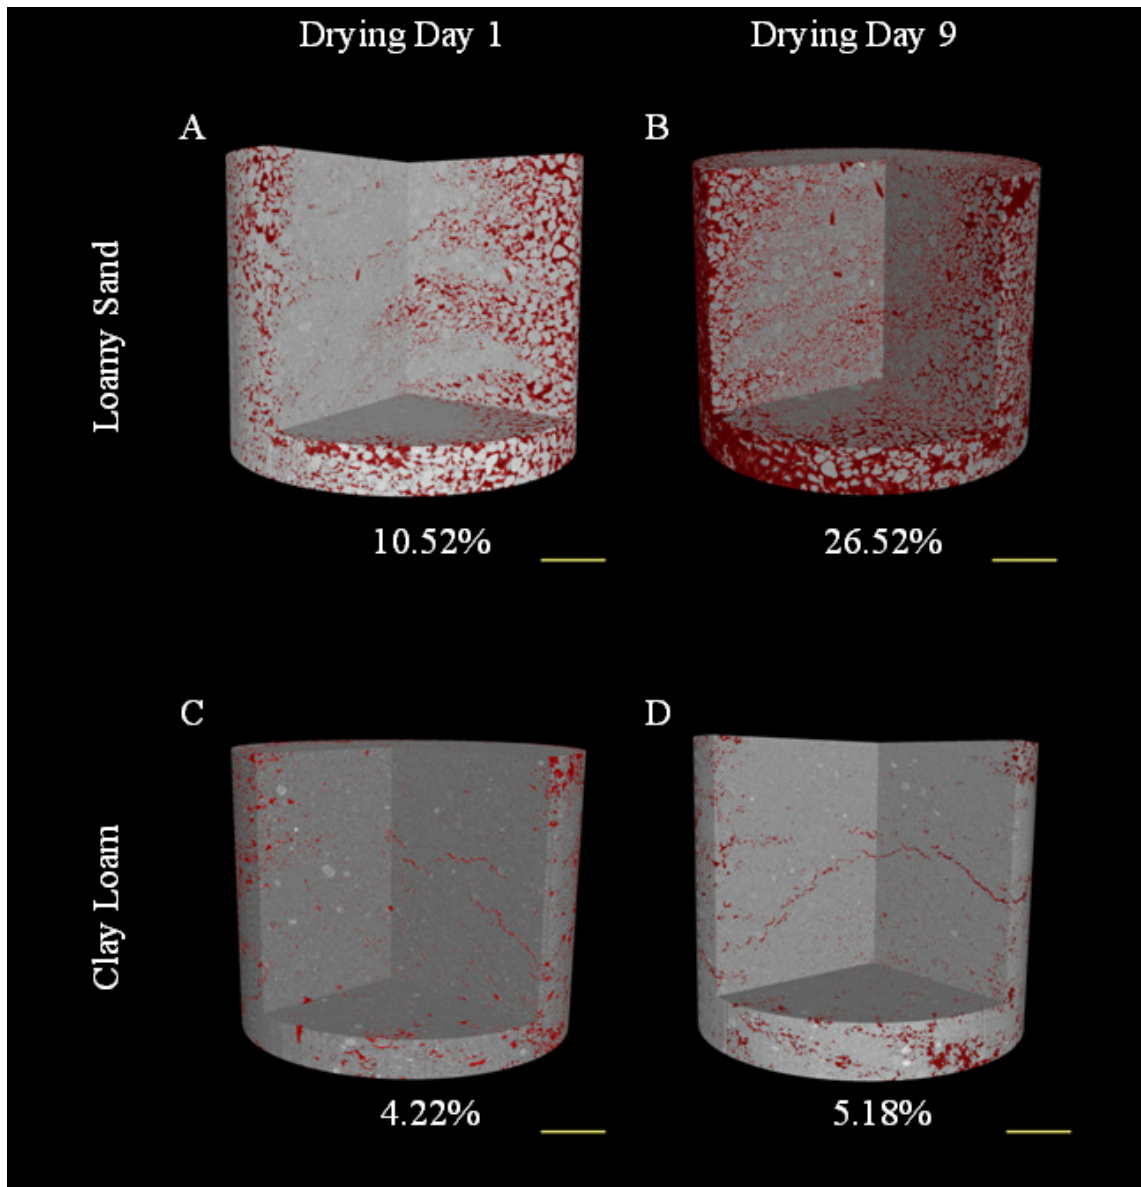 Drying Day 1
Drying Day 9
A
B
Loamy Sand
10.52%
26.52%
C
D
Clay Loam
4.22%
5.18%